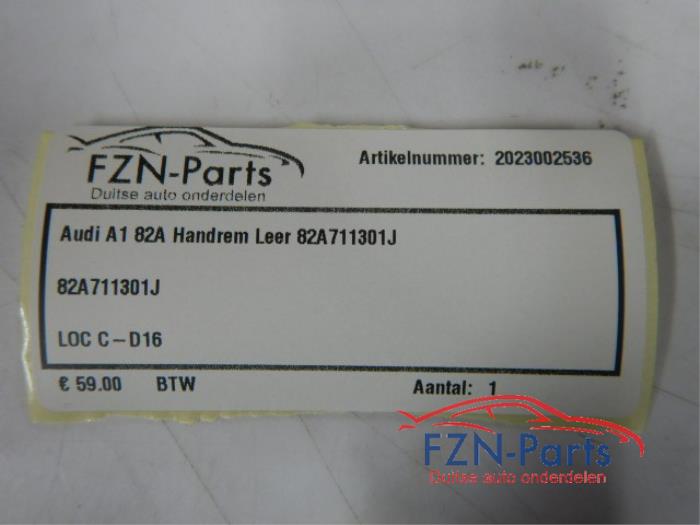 FZN-Parts
Duitse auto onderdelen
Artikelnummer: 2023002536
Audi A1 82A Handrem Leer 82A711301J
82A711301J
LOC C-D16
€ 59.00 BTW Aantal: 1
FZN-Parts
Duitse auto onderdelen